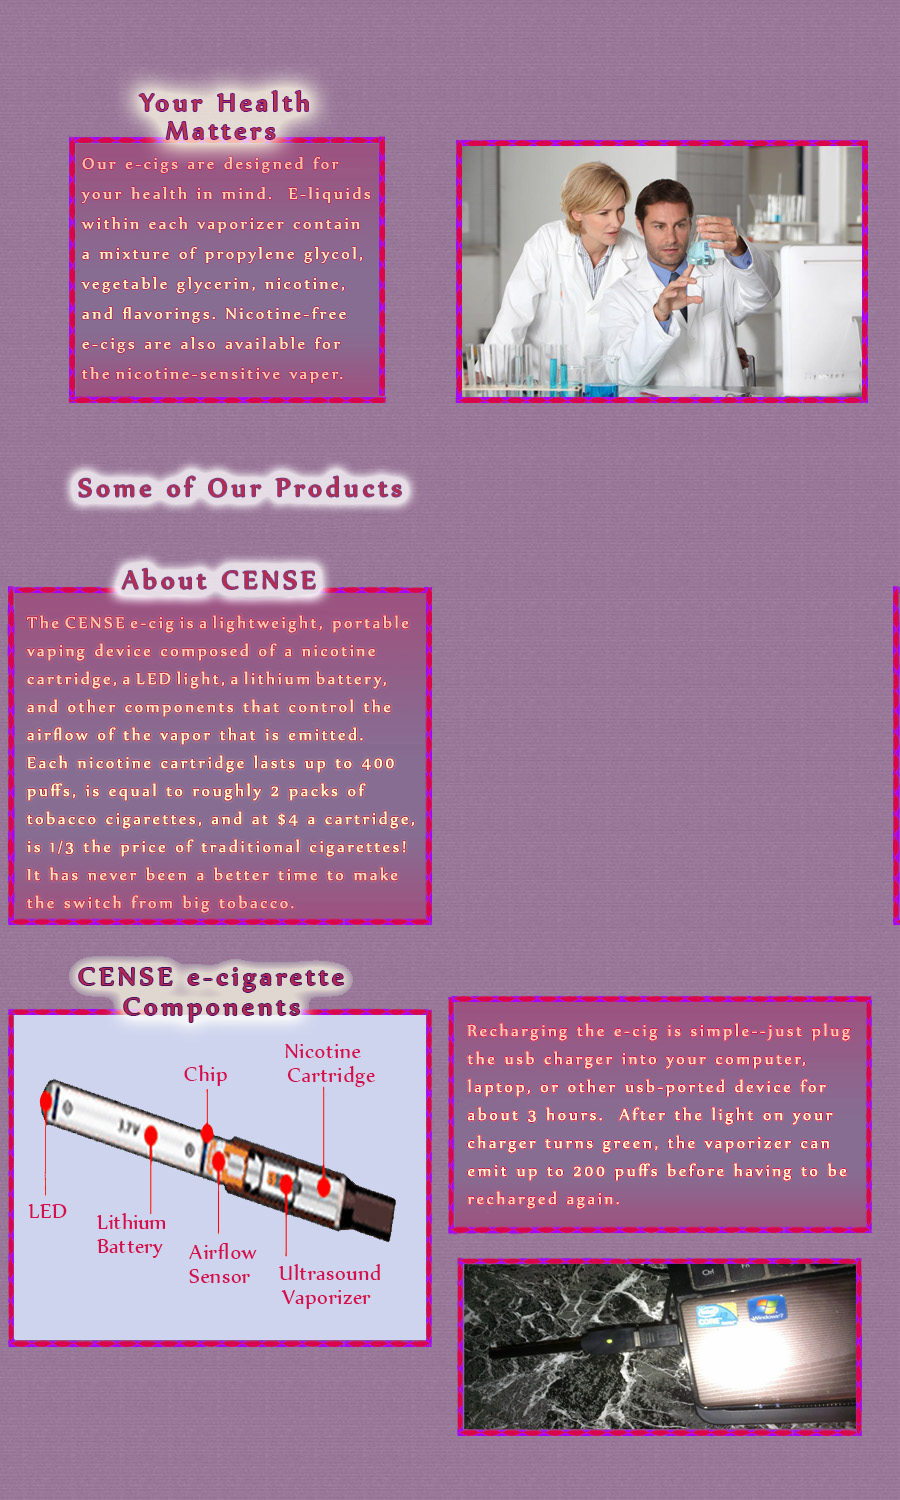 Your Health
Matters
Our e-cigs are designed for
your health in mind.  E-liquids
within each vaporizer contain
a mixture of propylene glycol,
vegetable glycerin, nicotine,
and flavorings. Nicotine-free
e-cigs are also available for
the nicotine-sensitive vaper.
Some of Our Products
About CENSE
The CENSE e-cig is a lightweight, portable
vaping device composed of a nicotine
cartridge, a LED light, a lithium battery,
and other components that control the
airflow of the vapor that is emitted.
Each nicotine cartridge lasts up to 400
puffs, is equal to roughly 2 packs of
tobacco cigarettes, and at $4 a cartridge,
is 1/3 the price of traditional cigarettes!
It has never been a better time to make
the switch from big tobacco.
CENSE e-cigarette
Components
Nicotine
Cartridge
Chip
3.7V
LED
Lithium
Battery
Airflow
Sensor
Ultrasound
Vaporizer
Recharging the e-cig is simple--just plug
the usb charger into your computer,
laptop, or other usb-ported device for
about 3 hours.  After the light on your
charger turns green, the vaporizer can
emit up to 200 puffs before having to be
recharged again.
Ctrl
Fn
intel
CORE
Windows 7